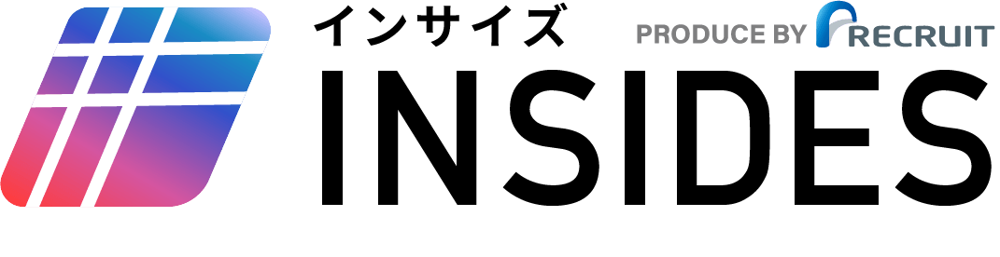 インサイズ PRODUCE BY RECRUIT
INSIDES